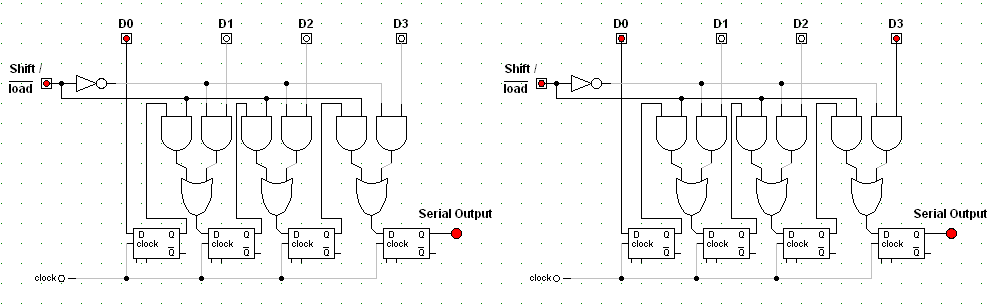 D0 D1 D2 D3 D0 D1 D2 D3
Shift / Shift /
load load
Serial Output Serial Output
D Q D Q D Q D Q D Q D Q D Q D Q
clock clock clock clock clock clock clock clock
Q Q Q Q Q Q Q Q
clock clock